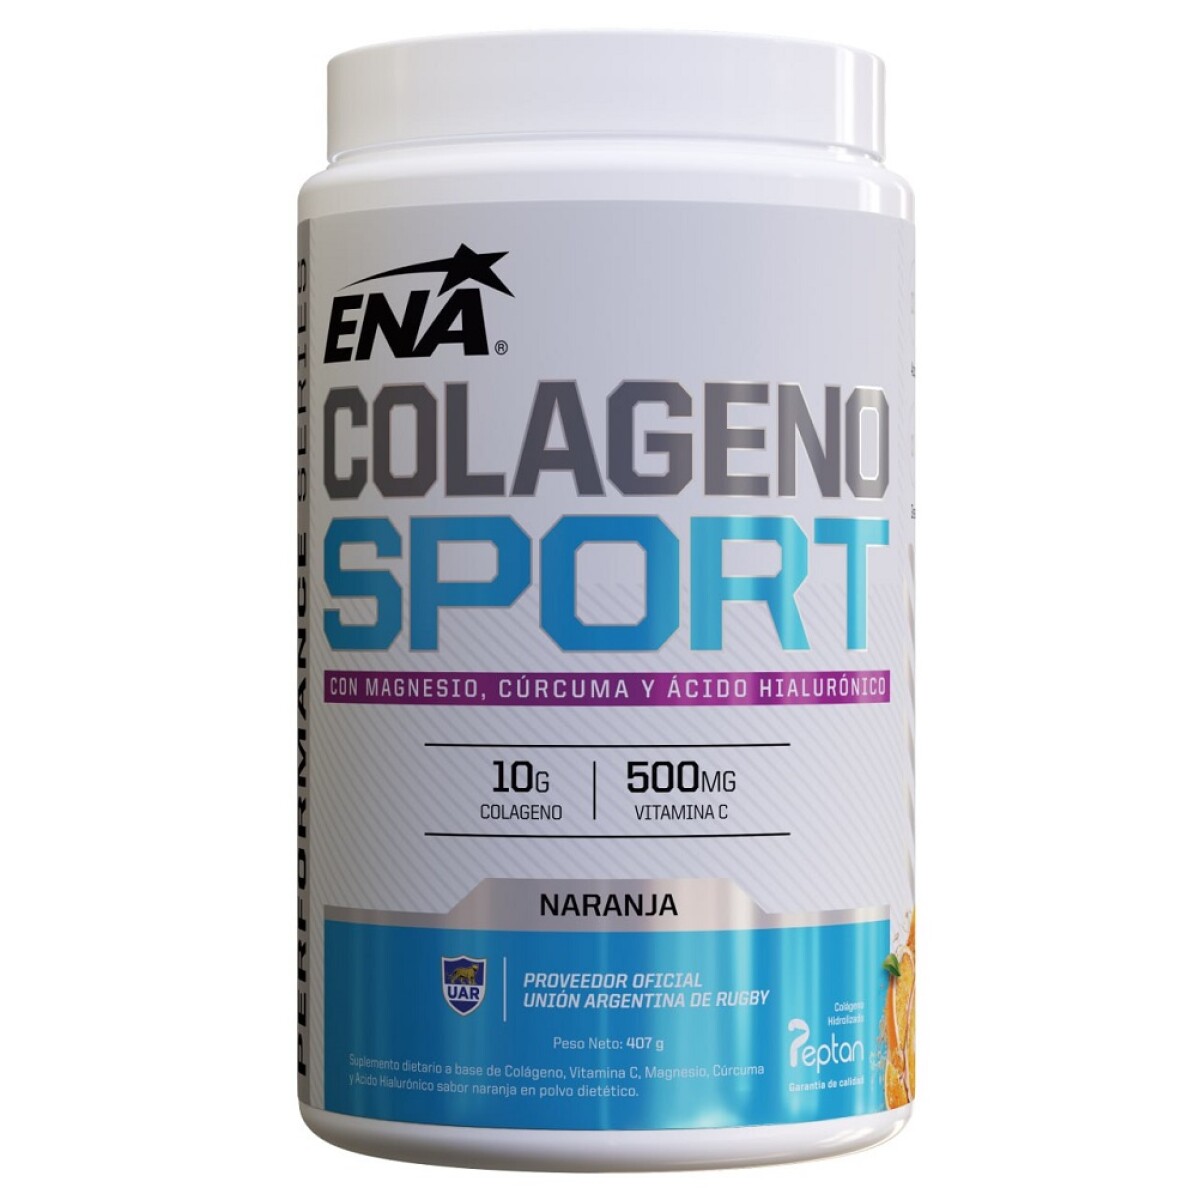 PERFORMANCE SERIES
ENA®
COLAGENO
SPORT
CON MAGNESIO, CÚRCUMA Y ÁCIDO HIALURÓNICO
10G
COLAGENO
500MG
VITAMINA C
NARANJA
UAR
PROVEEDOR OFICIAL
UNIÓN ARGENTINA DE RUGBY
Peso Neto: 407 g
Suplemento dietario a base de Colágeno, Vitamina C, Magnesio, Cúrcuma
y Ácido Hialurónico sabor naranja en polvo dietético.
Colágeno
Hidrolizado
Peptan
Garantía de calidad